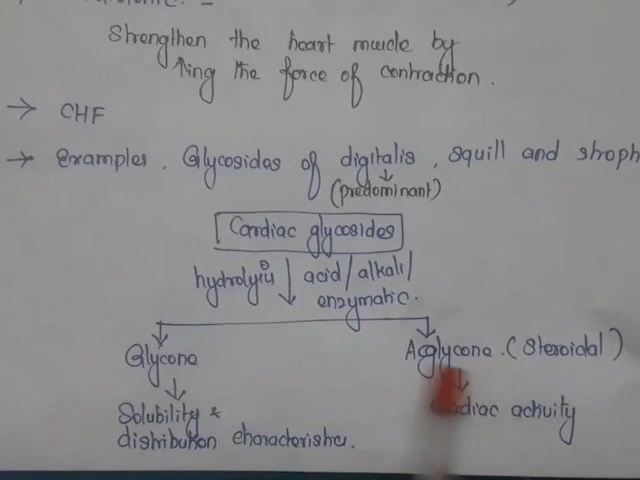 Strengthen the heart muscle by
↑ing the force of contraction.
→ CHF
→ Examples. Glycosides of digitalis, squill and stroph
(predominant)
Cardiac glycosides
hydrolysis acid/alkali/
enzymatic.
Glycone
Aglycone. (Steroidal)
Solubility &
distribution characteristics.
Cardiac activity